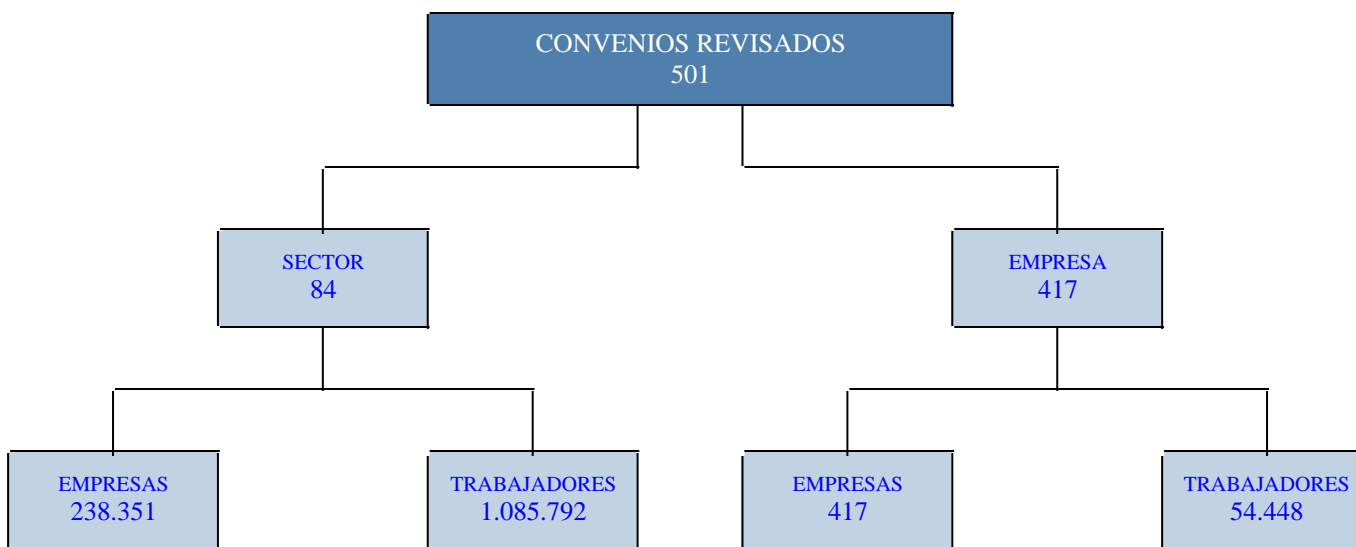 CONVENIOS REVISADOS
501
SECTOR
84
EMPRESA
417
EMPRESAS
238.351
TRABAJADORES
1.085.792
EMPRESAS
417
TRABAJADORES
54.448